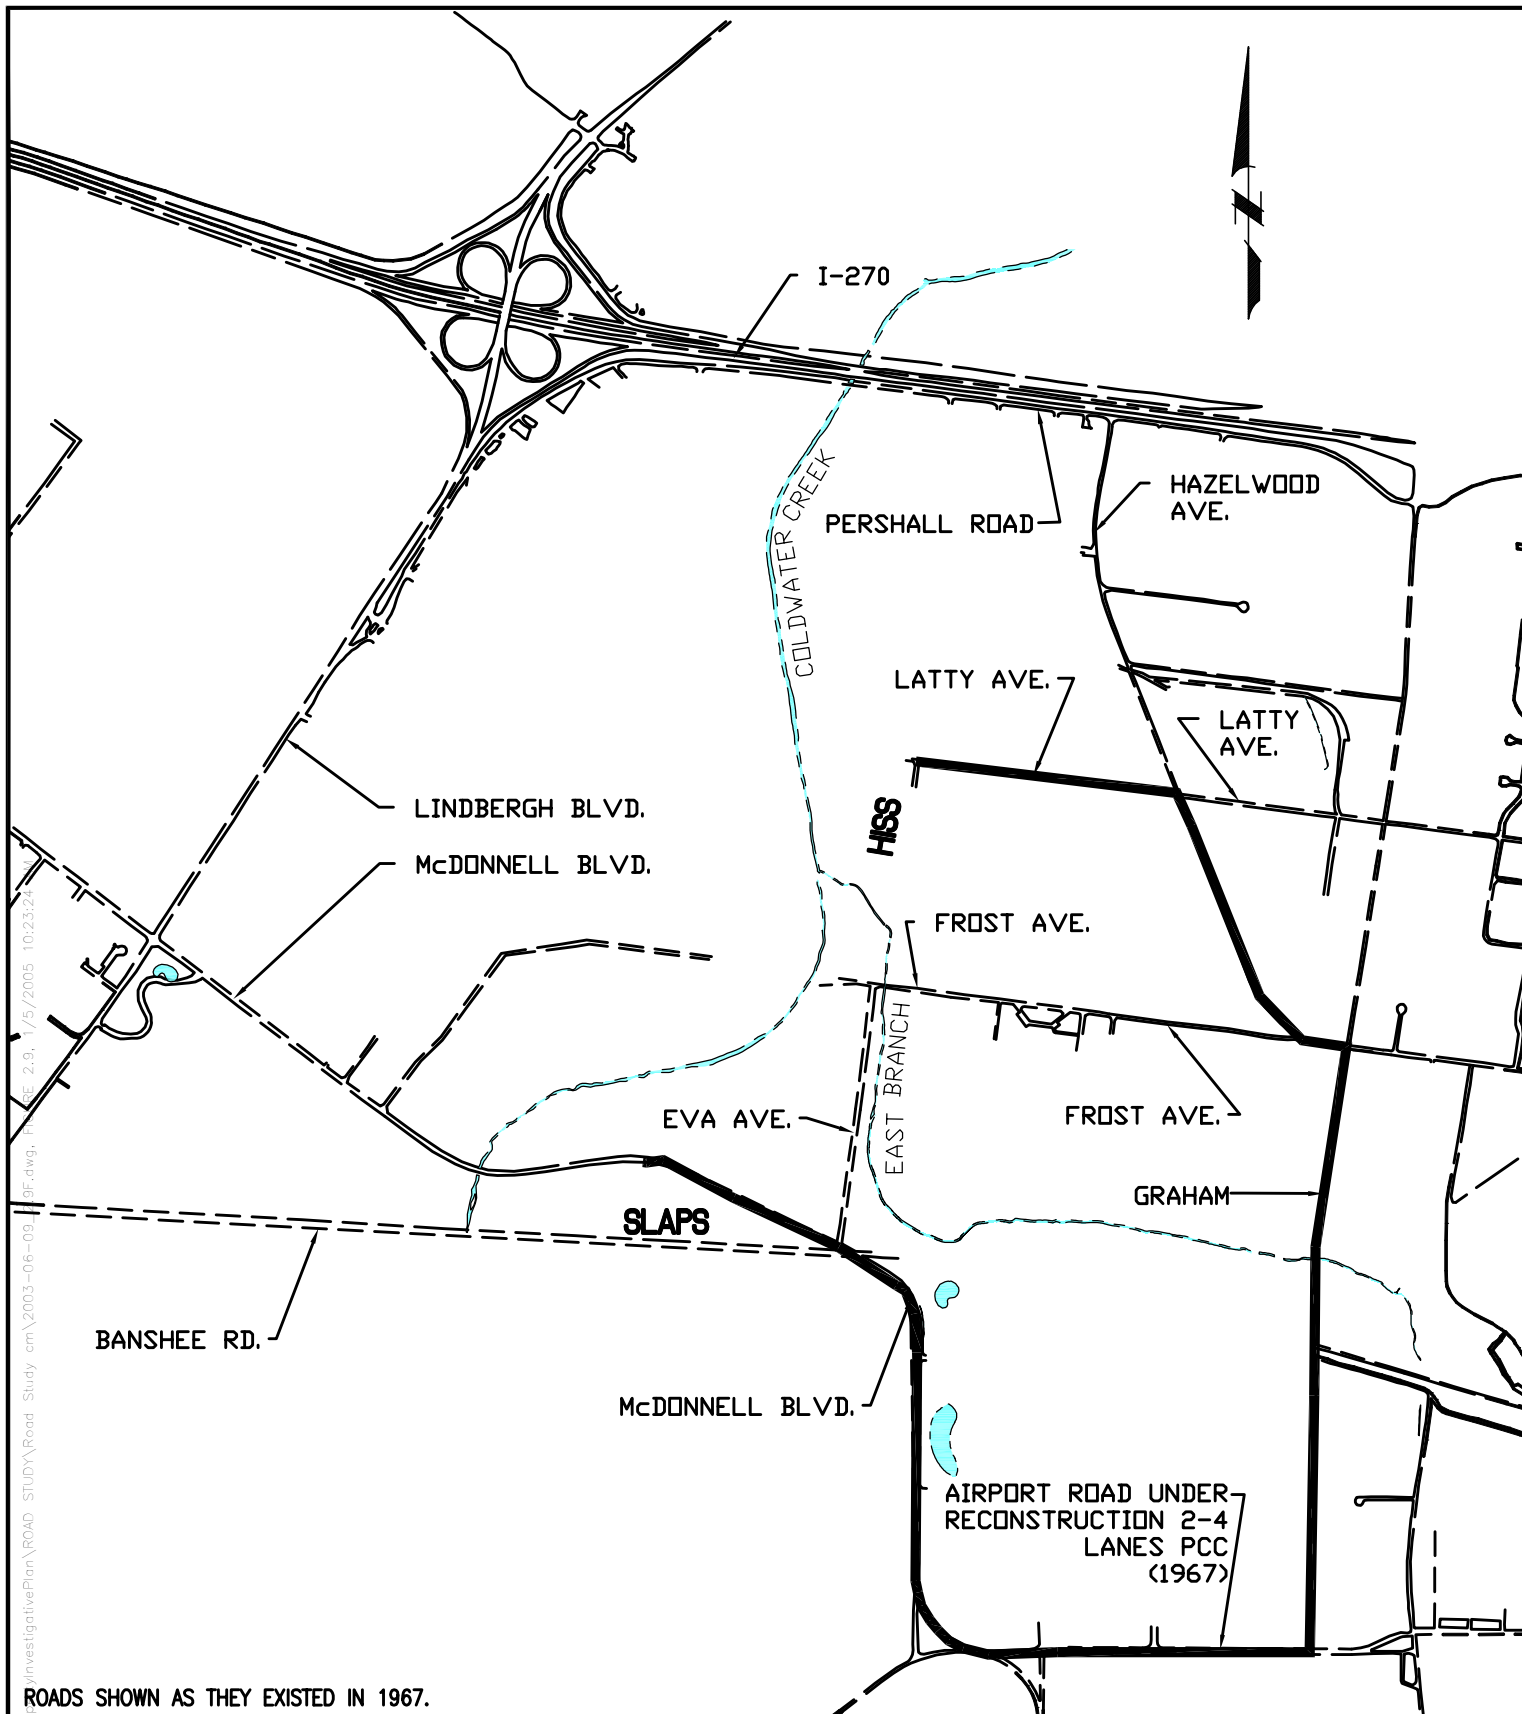 I-270
HAZELWOOD
AVE.
PERSHALL ROAD
COLDWATER CREEK
LATTY AVE.
LATTY
AVE.
LINDBERGH BLVD.
HISS
McDONNELL BLVD.
FROST AVE.
EAST BRANCH
EVA AVE.
FROST AVE.
GRAHAM
SLAPS
BANSHEE RD.
McDONNELL BLVD.
AIRPORT ROAD UNDER
RECONSTRUCTION 2-4
LANES PCC
(1967)
ROADS SHOWN AS THEY EXISTED IN 1967.